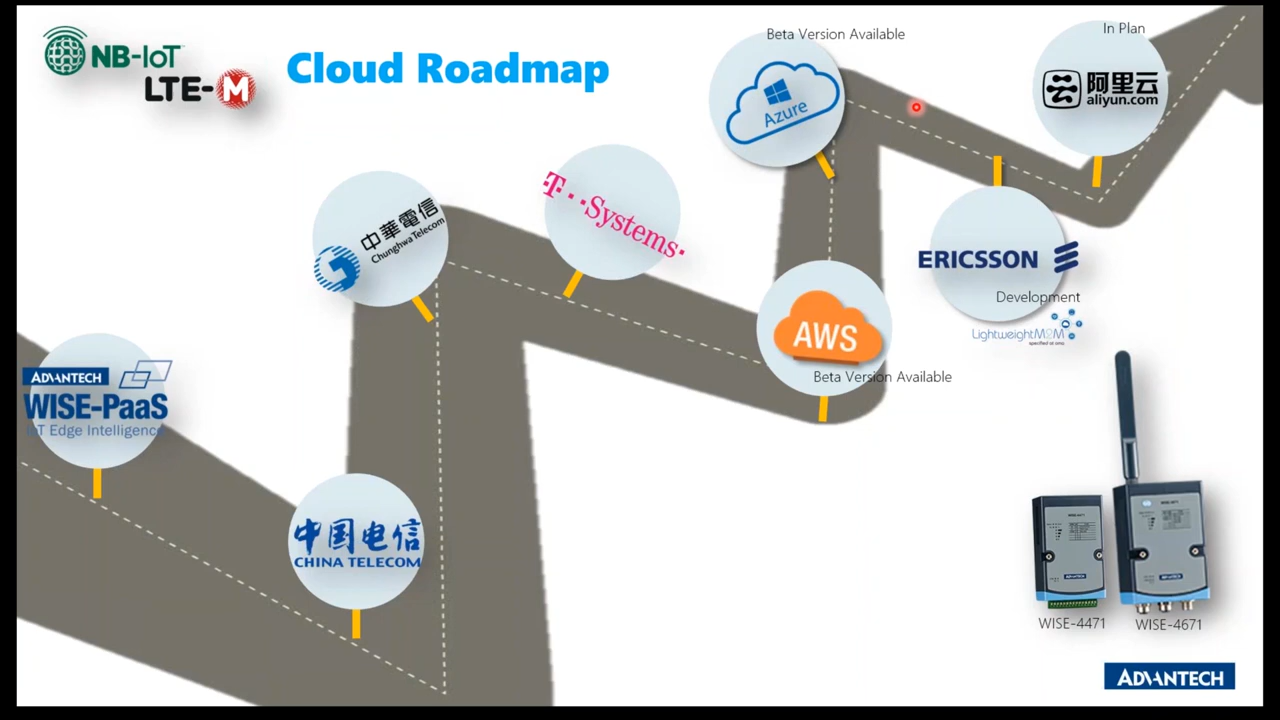 NB-IoT
LTE-M
Cloud Roadmap
Beta Version Available
Azure
In Plan
阿里云
aliyun.com
中華電信
Chunghwa Telecom
T··Systems·
ERICSSON
Development
LightweightM2M
AWS
Beta Version Available
ADVANTECH
WISE-PaaS
IoT Edge Intelligence
中国电信
CHINA TELECOM
ADVANTECH
ADVANTECH
WISE-4471
WISE-4671
ADVANTECH